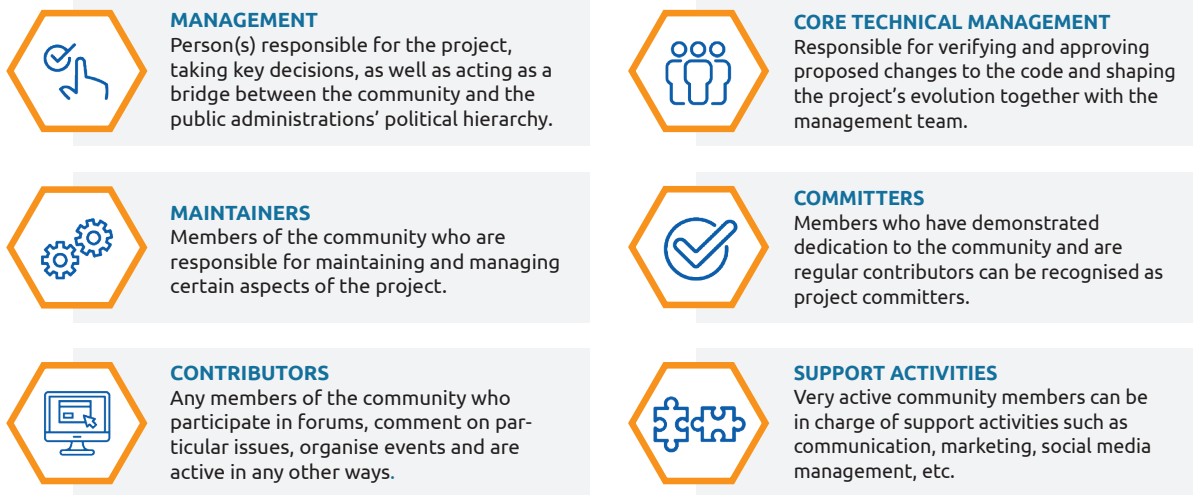 MANAGEMENT
Person(s) responsible for the project,
taking key decisions, as well as acting as a
bridge between the community and the
public administrations' political hierarchy.
CORE TECHNICAL MANAGEMENT
Responsible for verifying and approving
proposed changes to the code and shaping
the project's evolution together with the
management team.
MAINTAINERS
Members of the community who are
responsible for maintaining and managing
certain aspects of the project.
COMMITTERS
Members who have demonstrated
dedication to the community and are
regular contributors can be recognised as
project committers.
CONTRIBUTORS
Any members of the community who
participate in forums, comment on par-
ticular issues, organise events and are
active in any other ways.
SUPPORT ACTIVITIES
Very active community members can be
in charge of support activities such as
communication, marketing, social media
management, etc.